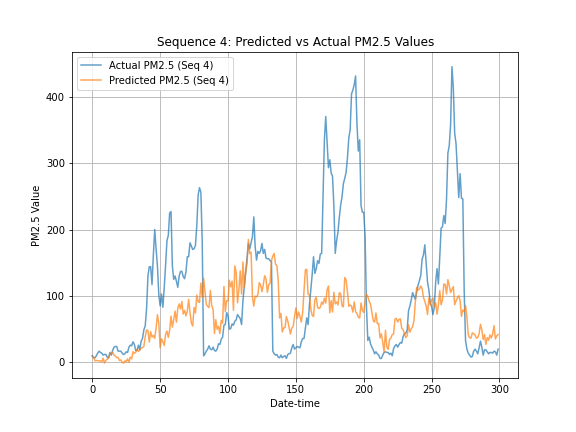 Sequence 4: Predicted vs Actual PM2.5 Values
Actual PM2.5 (Seq 4)
Predicted PM2.5 (Seq 4)
400
300
200
100
0
PM2.5 Value
0 50 100 150 200 250 300
Date-time